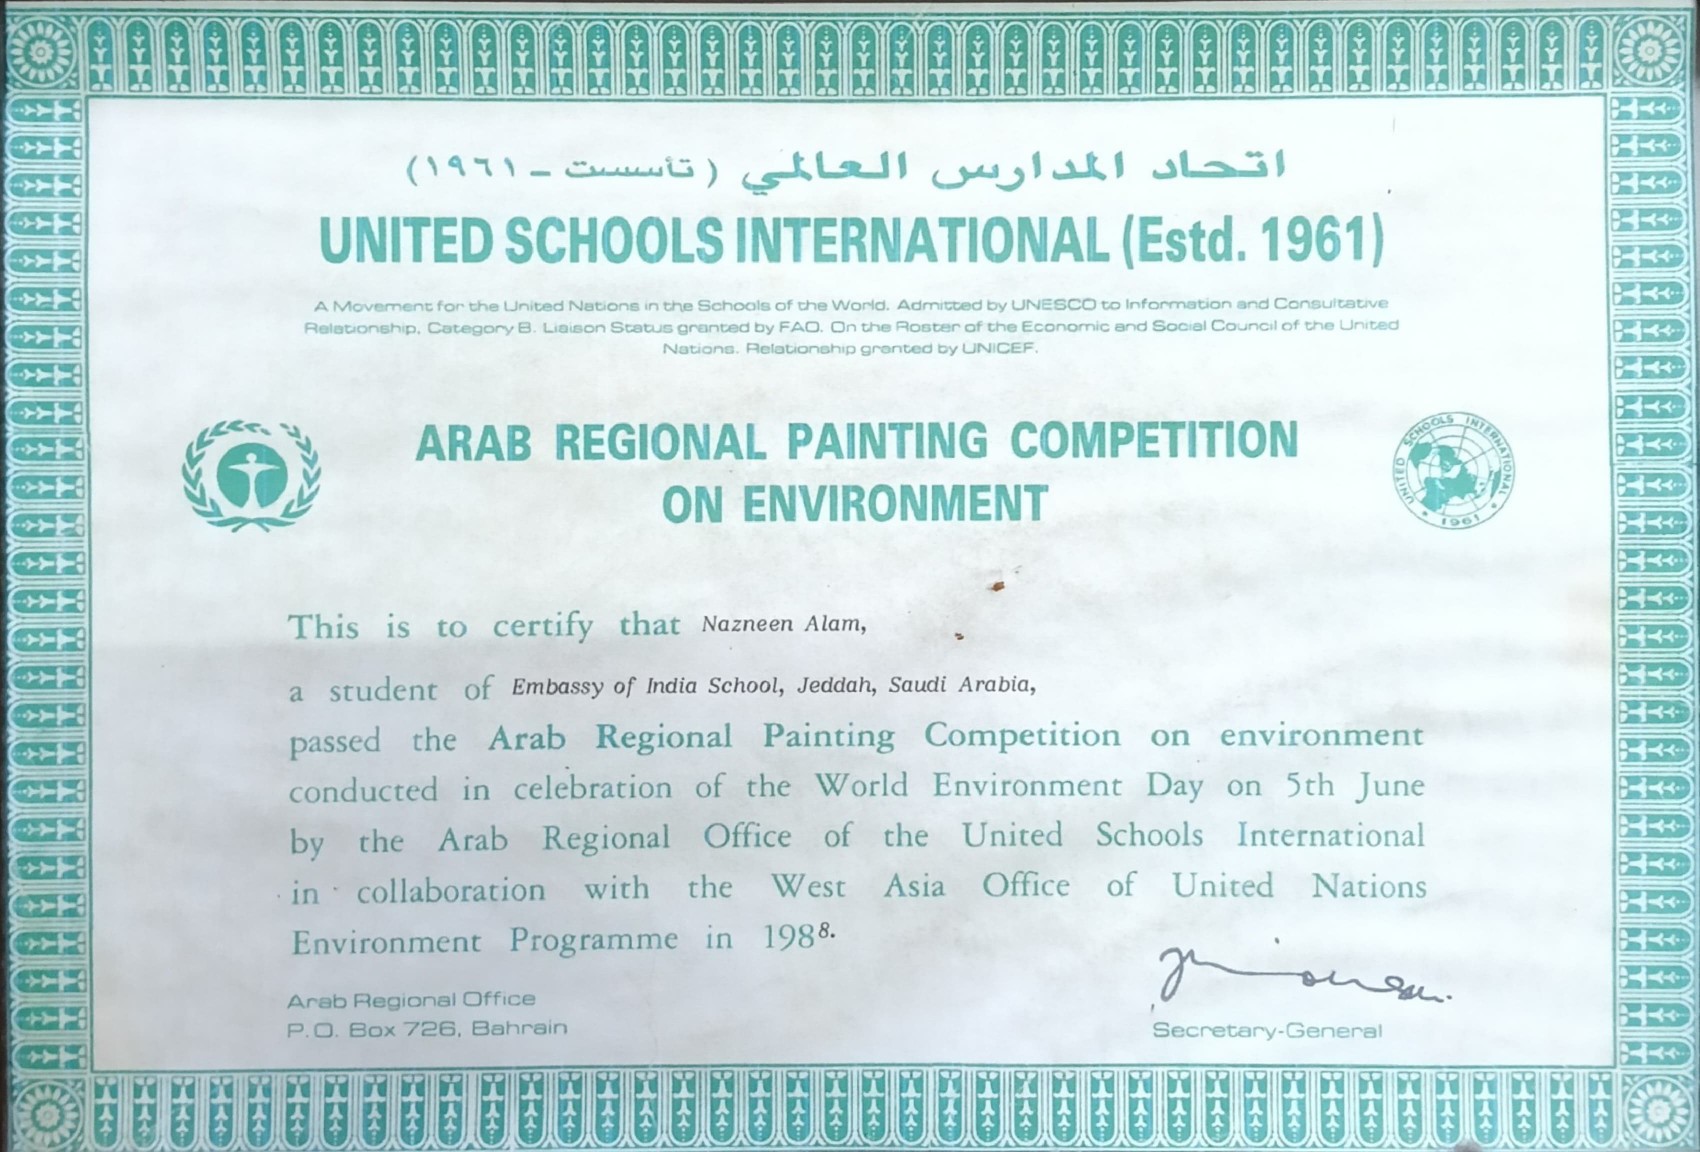 اتحاد المدارس العالمي (تأسست - ١٩٦١)
UNITED SCHOOLS INTERNATIONAL (Estd. 1961)
A Movement for the United Nations in the Schools of the World. Admitted by UNESCO to Information and Consultative
Relationship, Category B. Liaison Status granted by FAO. On the Roster of the Economic and Social Council of the United
Nations. Relationship granted by UNICEF.
ARAB REGIONAL PAINTING COMPETITION
ON ENVIRONMENT
UNITED SCHOOLS INTERNATIONAL
1961
This is to certify that Nazneen Alam,
a student of Embassy of India School, Jeddah, Saudi Arabia,
passed the Arab Regional Painting Competition on environment
conducted in celebration of the World Environment Day on 5th June
by the Arab Regional Office of the United Schools International
in collaboration with the West Asia Office of United Nations
Environment Programme in 1988.
Arab Regional Office
P.O. Box 726, Bahrain
Secretary-General